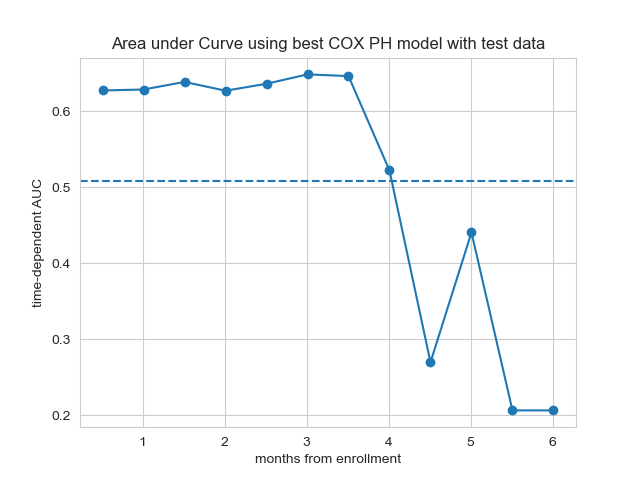 Area under Curve using best COX PH model with test data
time-dependent AUC
0.6
0.5
0.4
0.3
0.2
1 2 3 4 5 6
months from enrollment